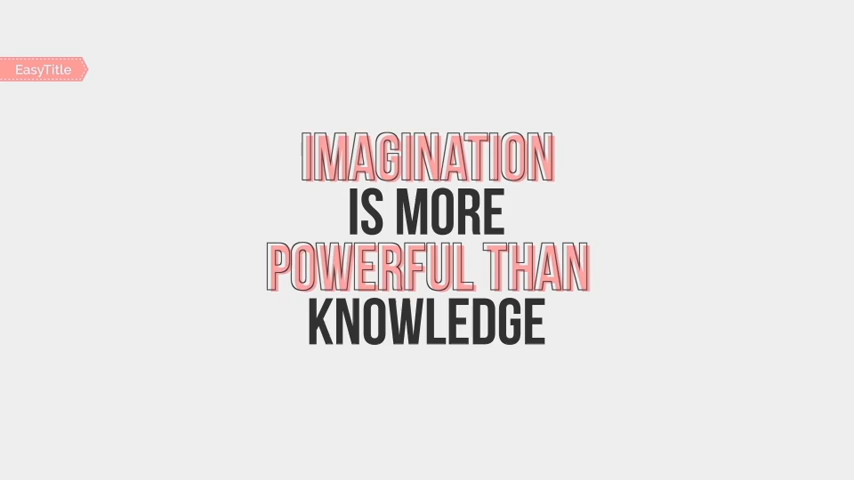 EasyTitle
IMAGINATION
IS MORE
POWERFUL THAN
KNOWLEDGE